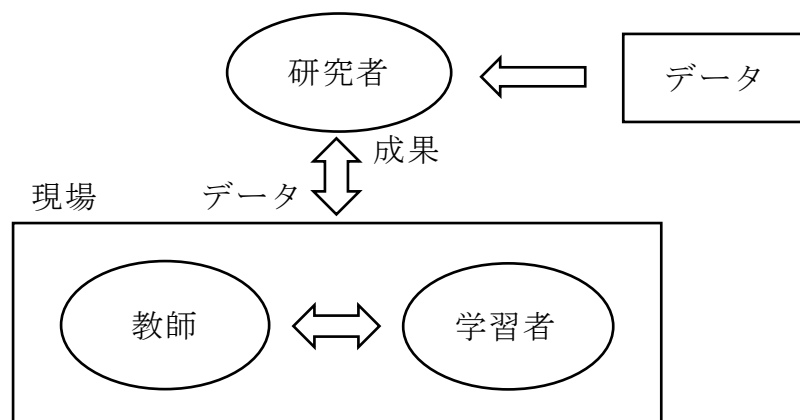 研究者
データ
成果
現場
データ
教師
学習者